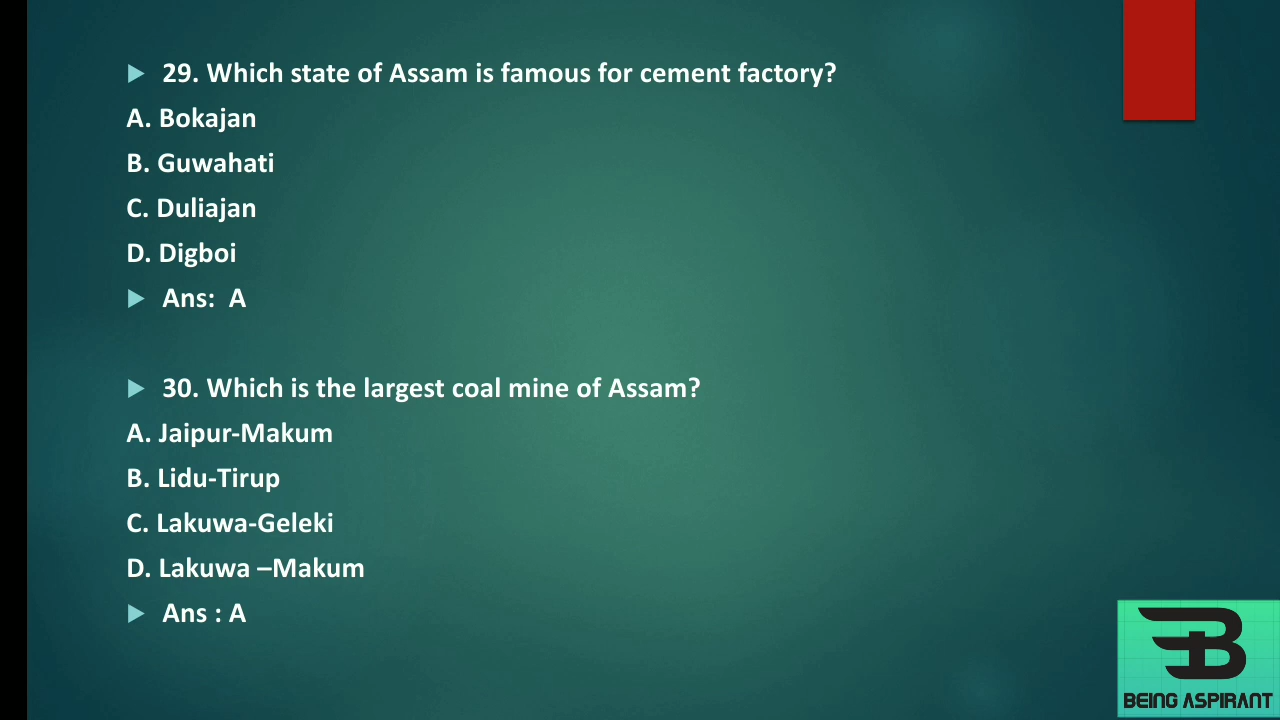 29. Which state of Assam is famous for cement factory?
A. Bokajan
B. Guwahati
C. Duliajan
D. Digboi
Ans: A
30. Which is the largest coal mine of Assam?
A. Jaipur-Makum
B. Lidu-Tirup
C. Lakuwa-Geleki
D. Lakuwa –Makum
Ans : A
BEING ASPIRANT